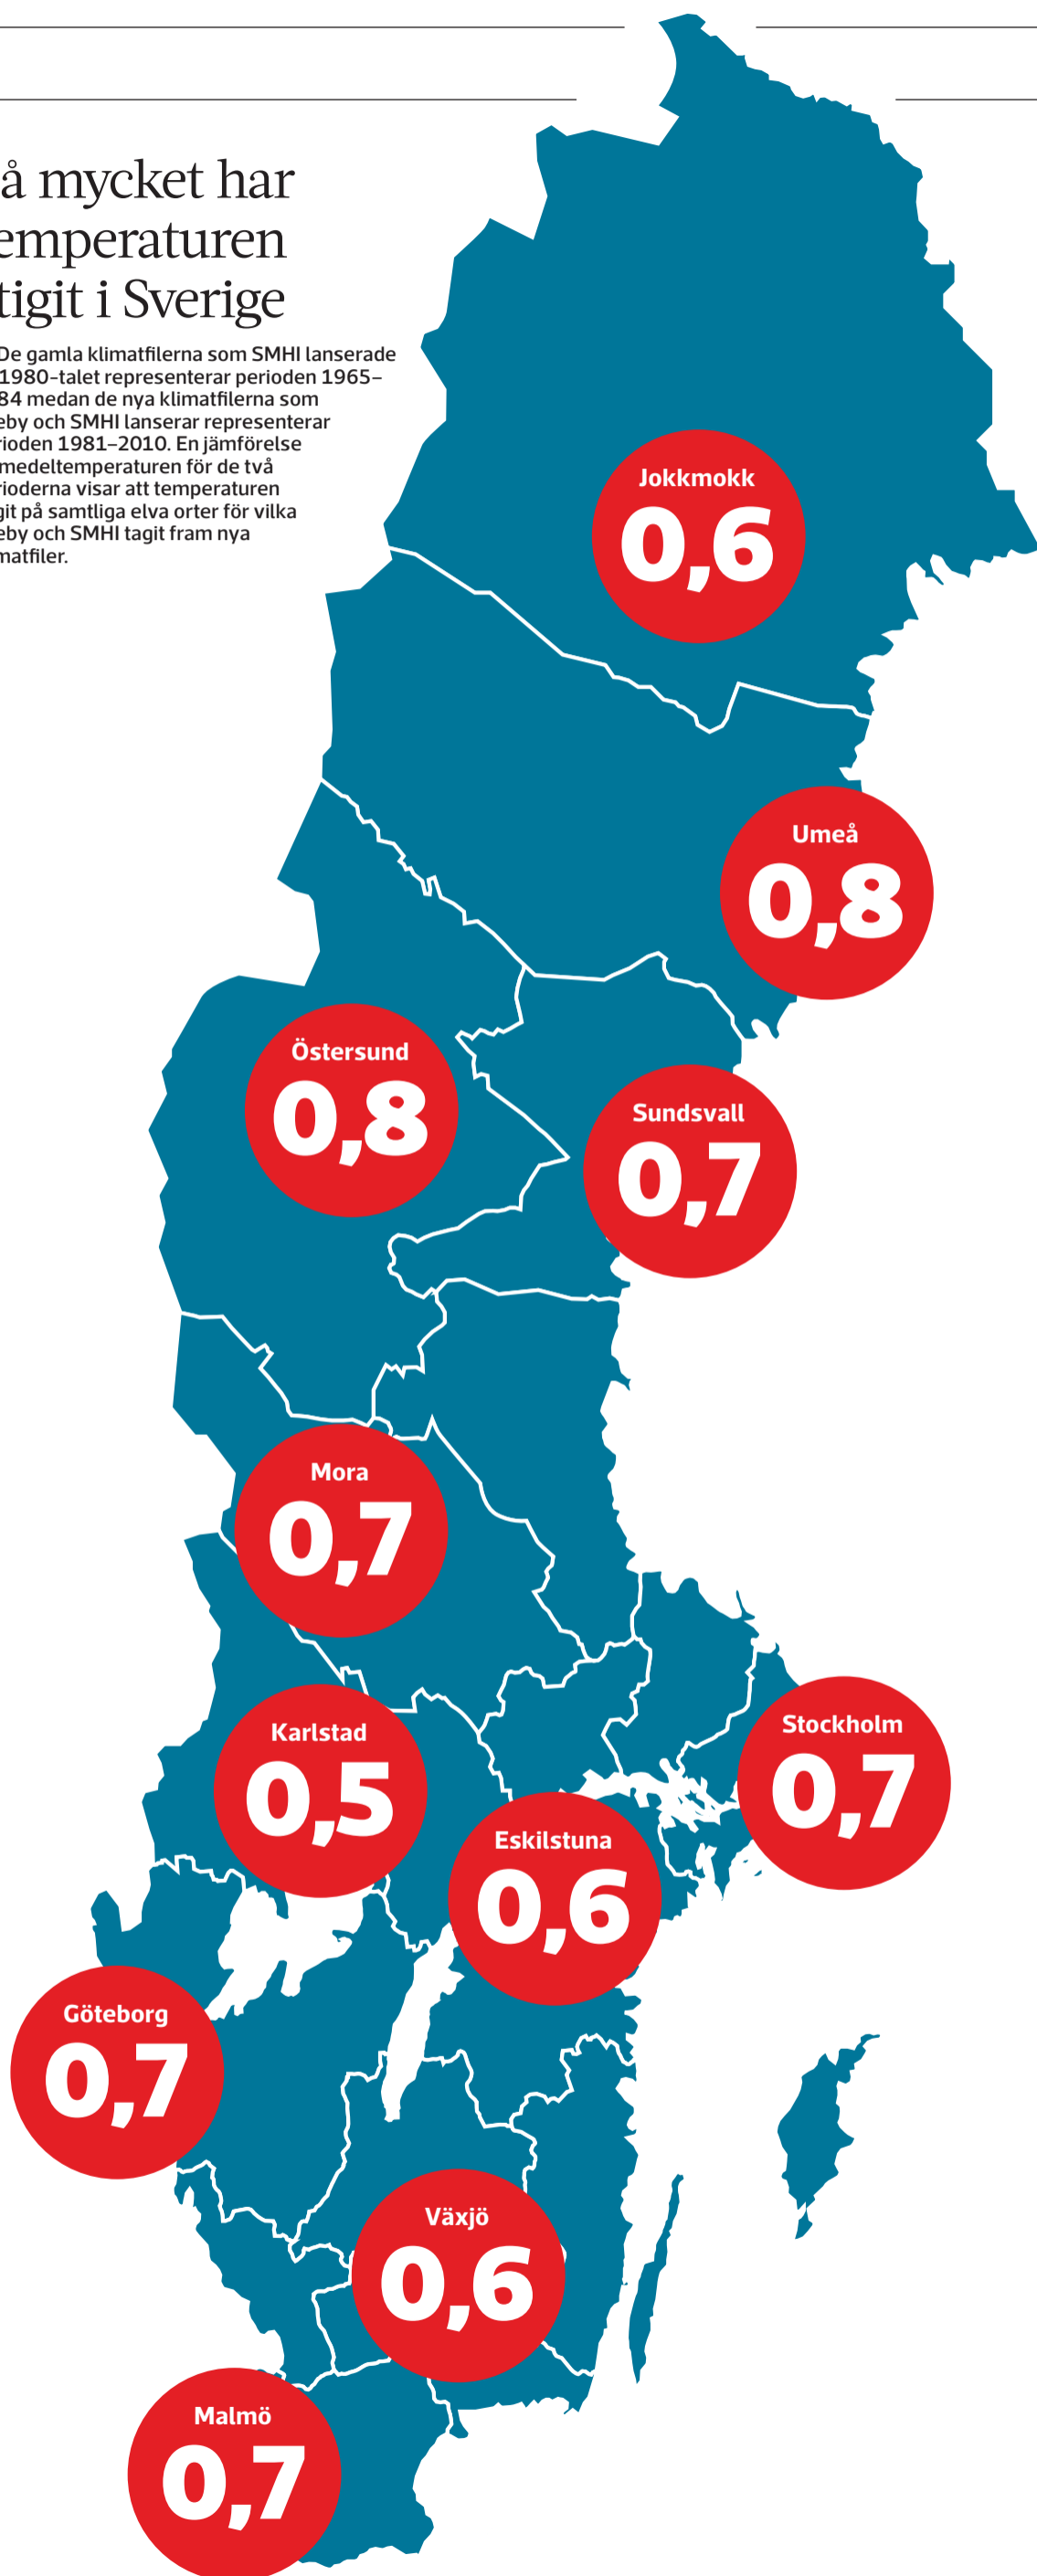 å mycket har
emperaturen
tigit i Sverige
De gamla klimatfilerna som SMHI lanserade
1980-talet representerar perioden 1965–
84 medan de nya klimatfilerna som
eby och SMHI lanserar representerar
rioden 1981–2010. En jämförelse
medeltemperaturen för de två
rioderna visar att temperaturen
git på samtliga elva orter för vilka
eby och SMHI tagit fram nya
matfiler.
Jokkmokk
0,6
Umeå
0,8
Östersund
0,8
Sundsvall
0,7
Mora
0,7
Stockholm
0,7
Karlstad
0,5
Eskilstuna
0,6
Göteborg
0,7
Växjö
0,6
Malmö
0,7